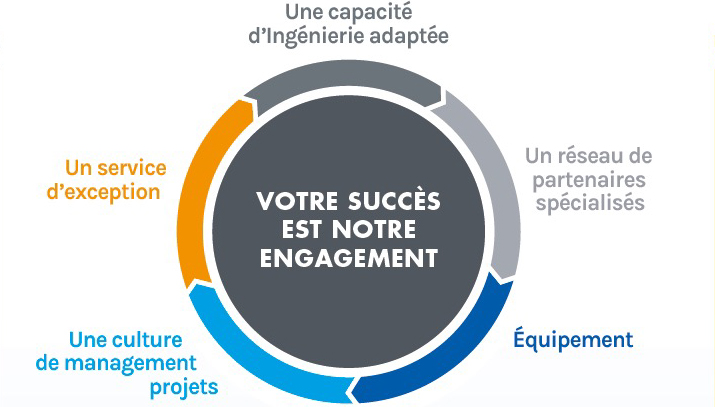 Une capacité
d'Ingénierie adaptée
Un service
d'exception
VOTRE SUCCÈS
EST NOTRE
ENGAGEMENT
Un réseau de
partenaires
spécialisés
Une culture
de management
projets
Équipement